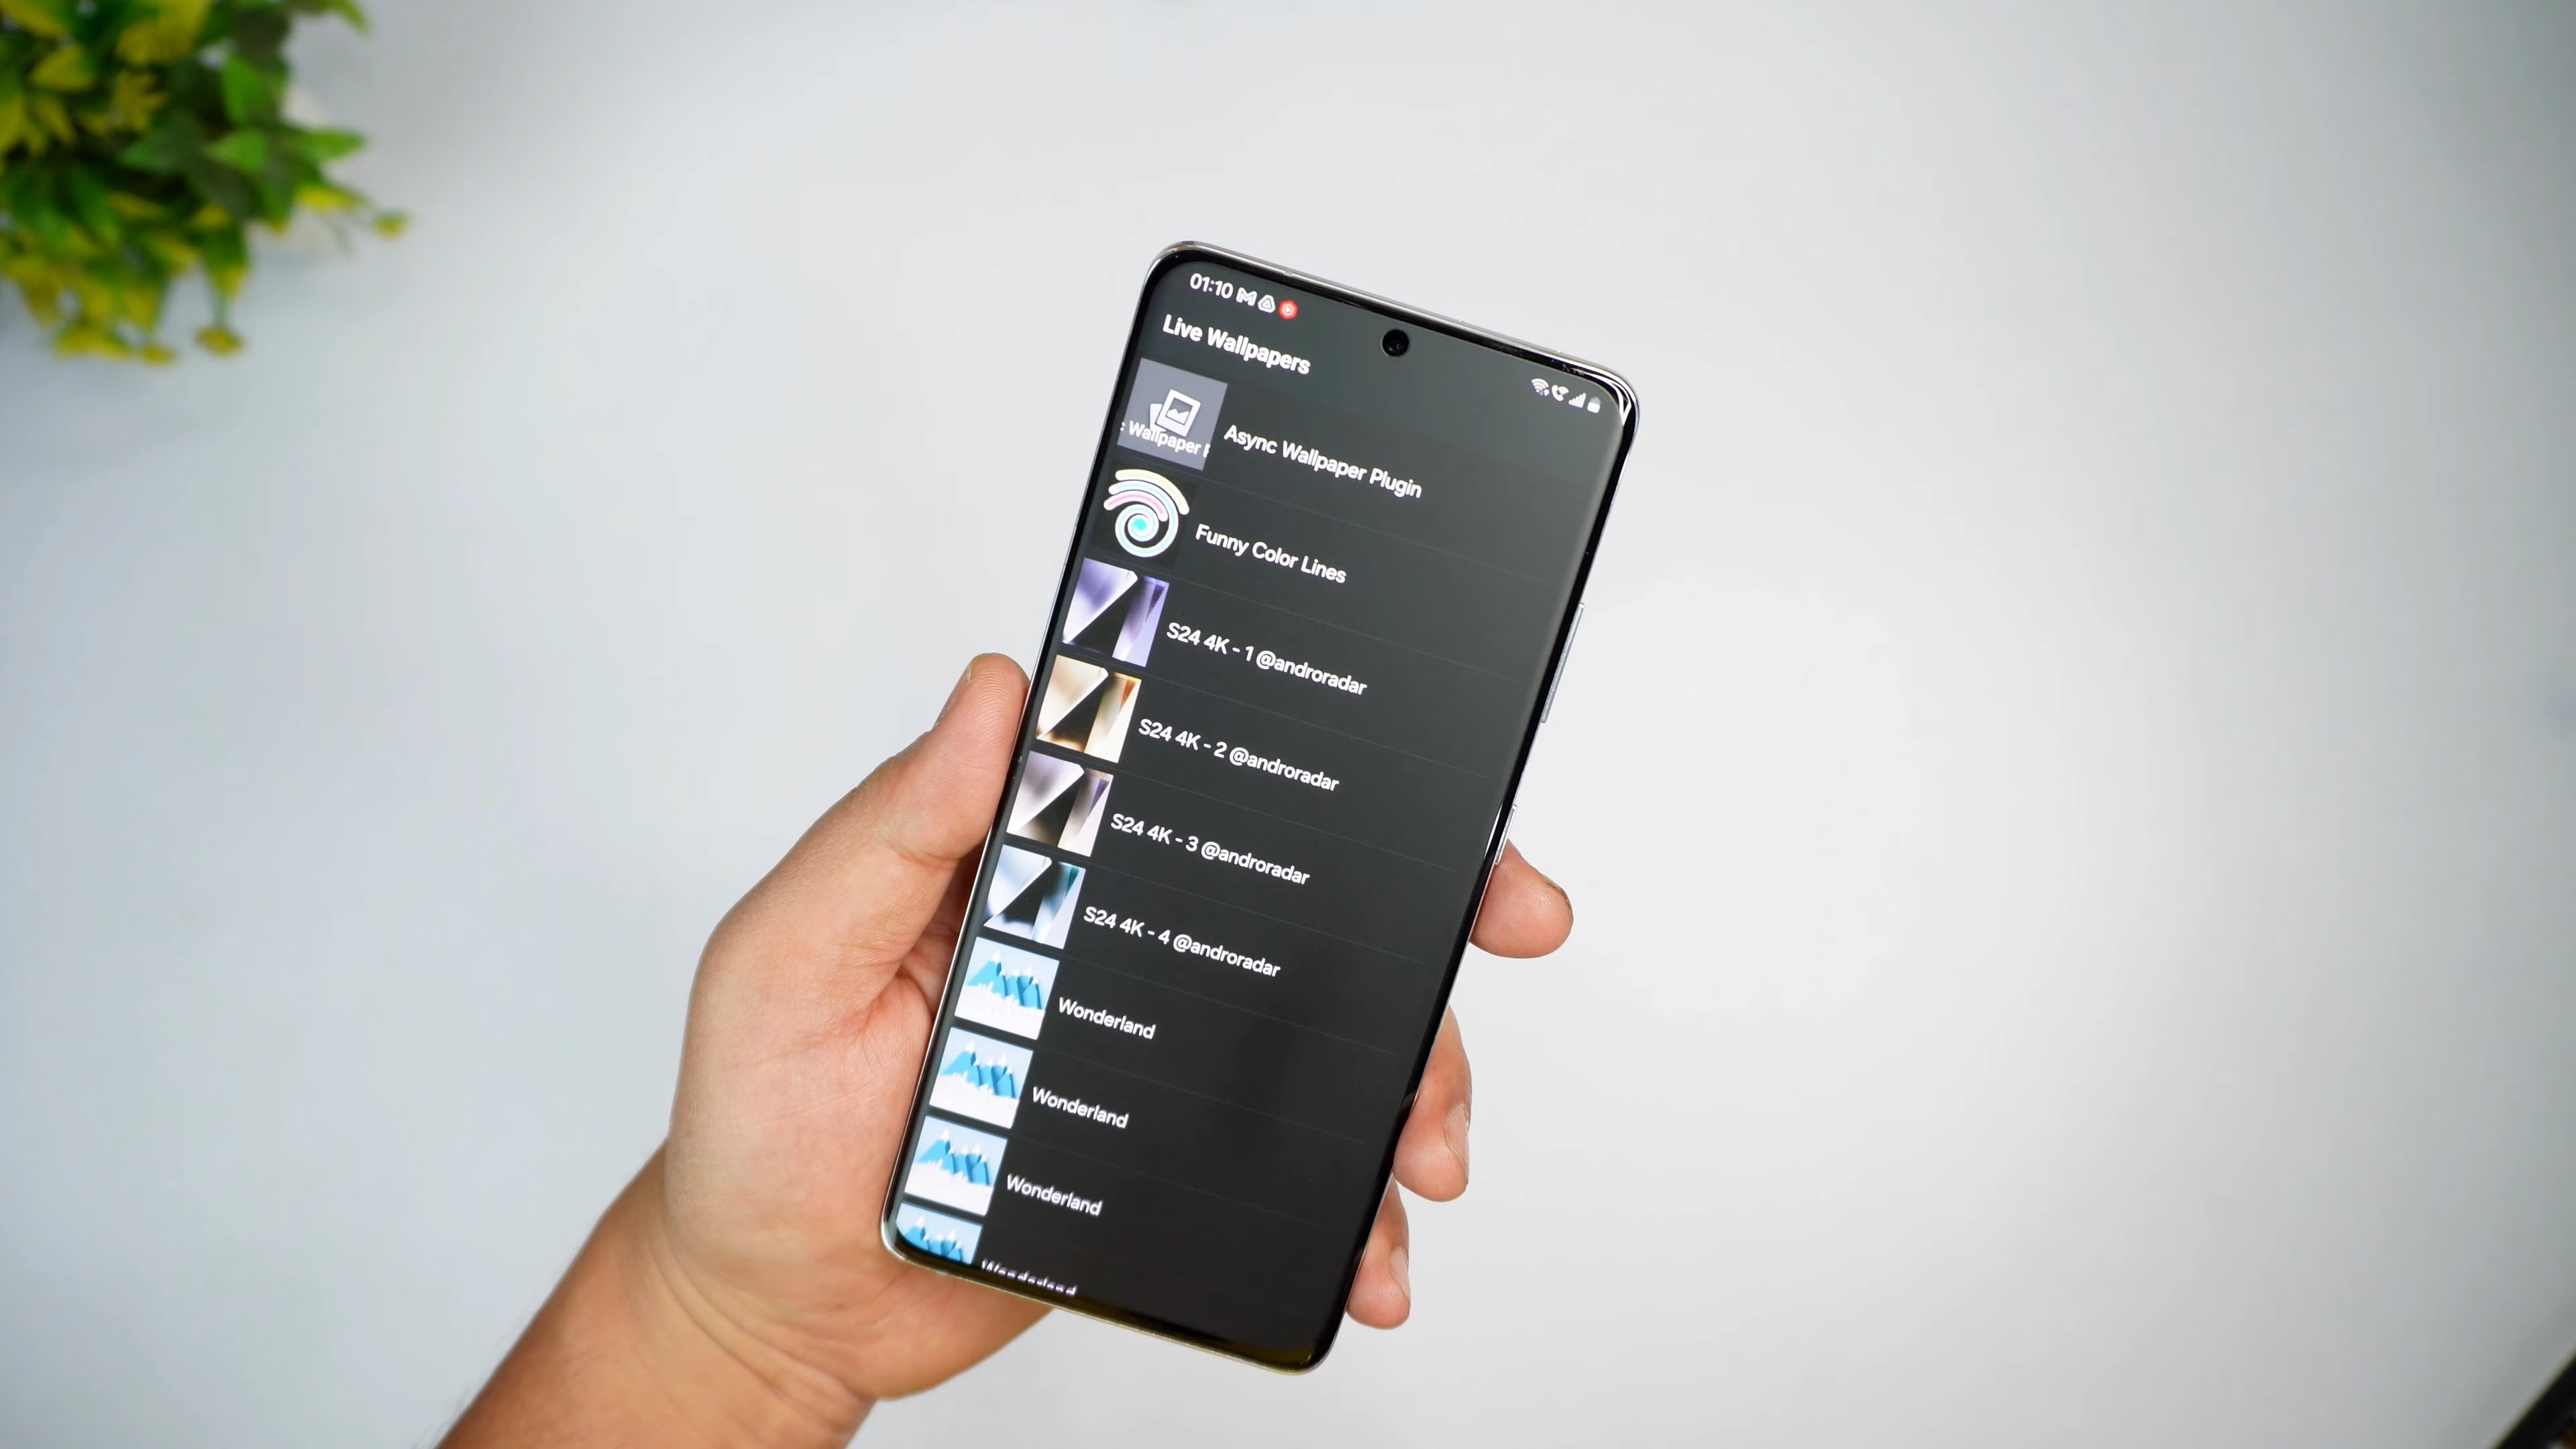 01:10
Live Wallpapers
: Wallpaper P
Async Wallpaper Plugin
Funny Color Lines
S24 4K - 1 @androradar
S24 4K - 2 @androradar
S24 4K - 3 @androradar
S24 4K - 4 @androradar
Wonderland
Wonderland
Wonderland
Wonderland